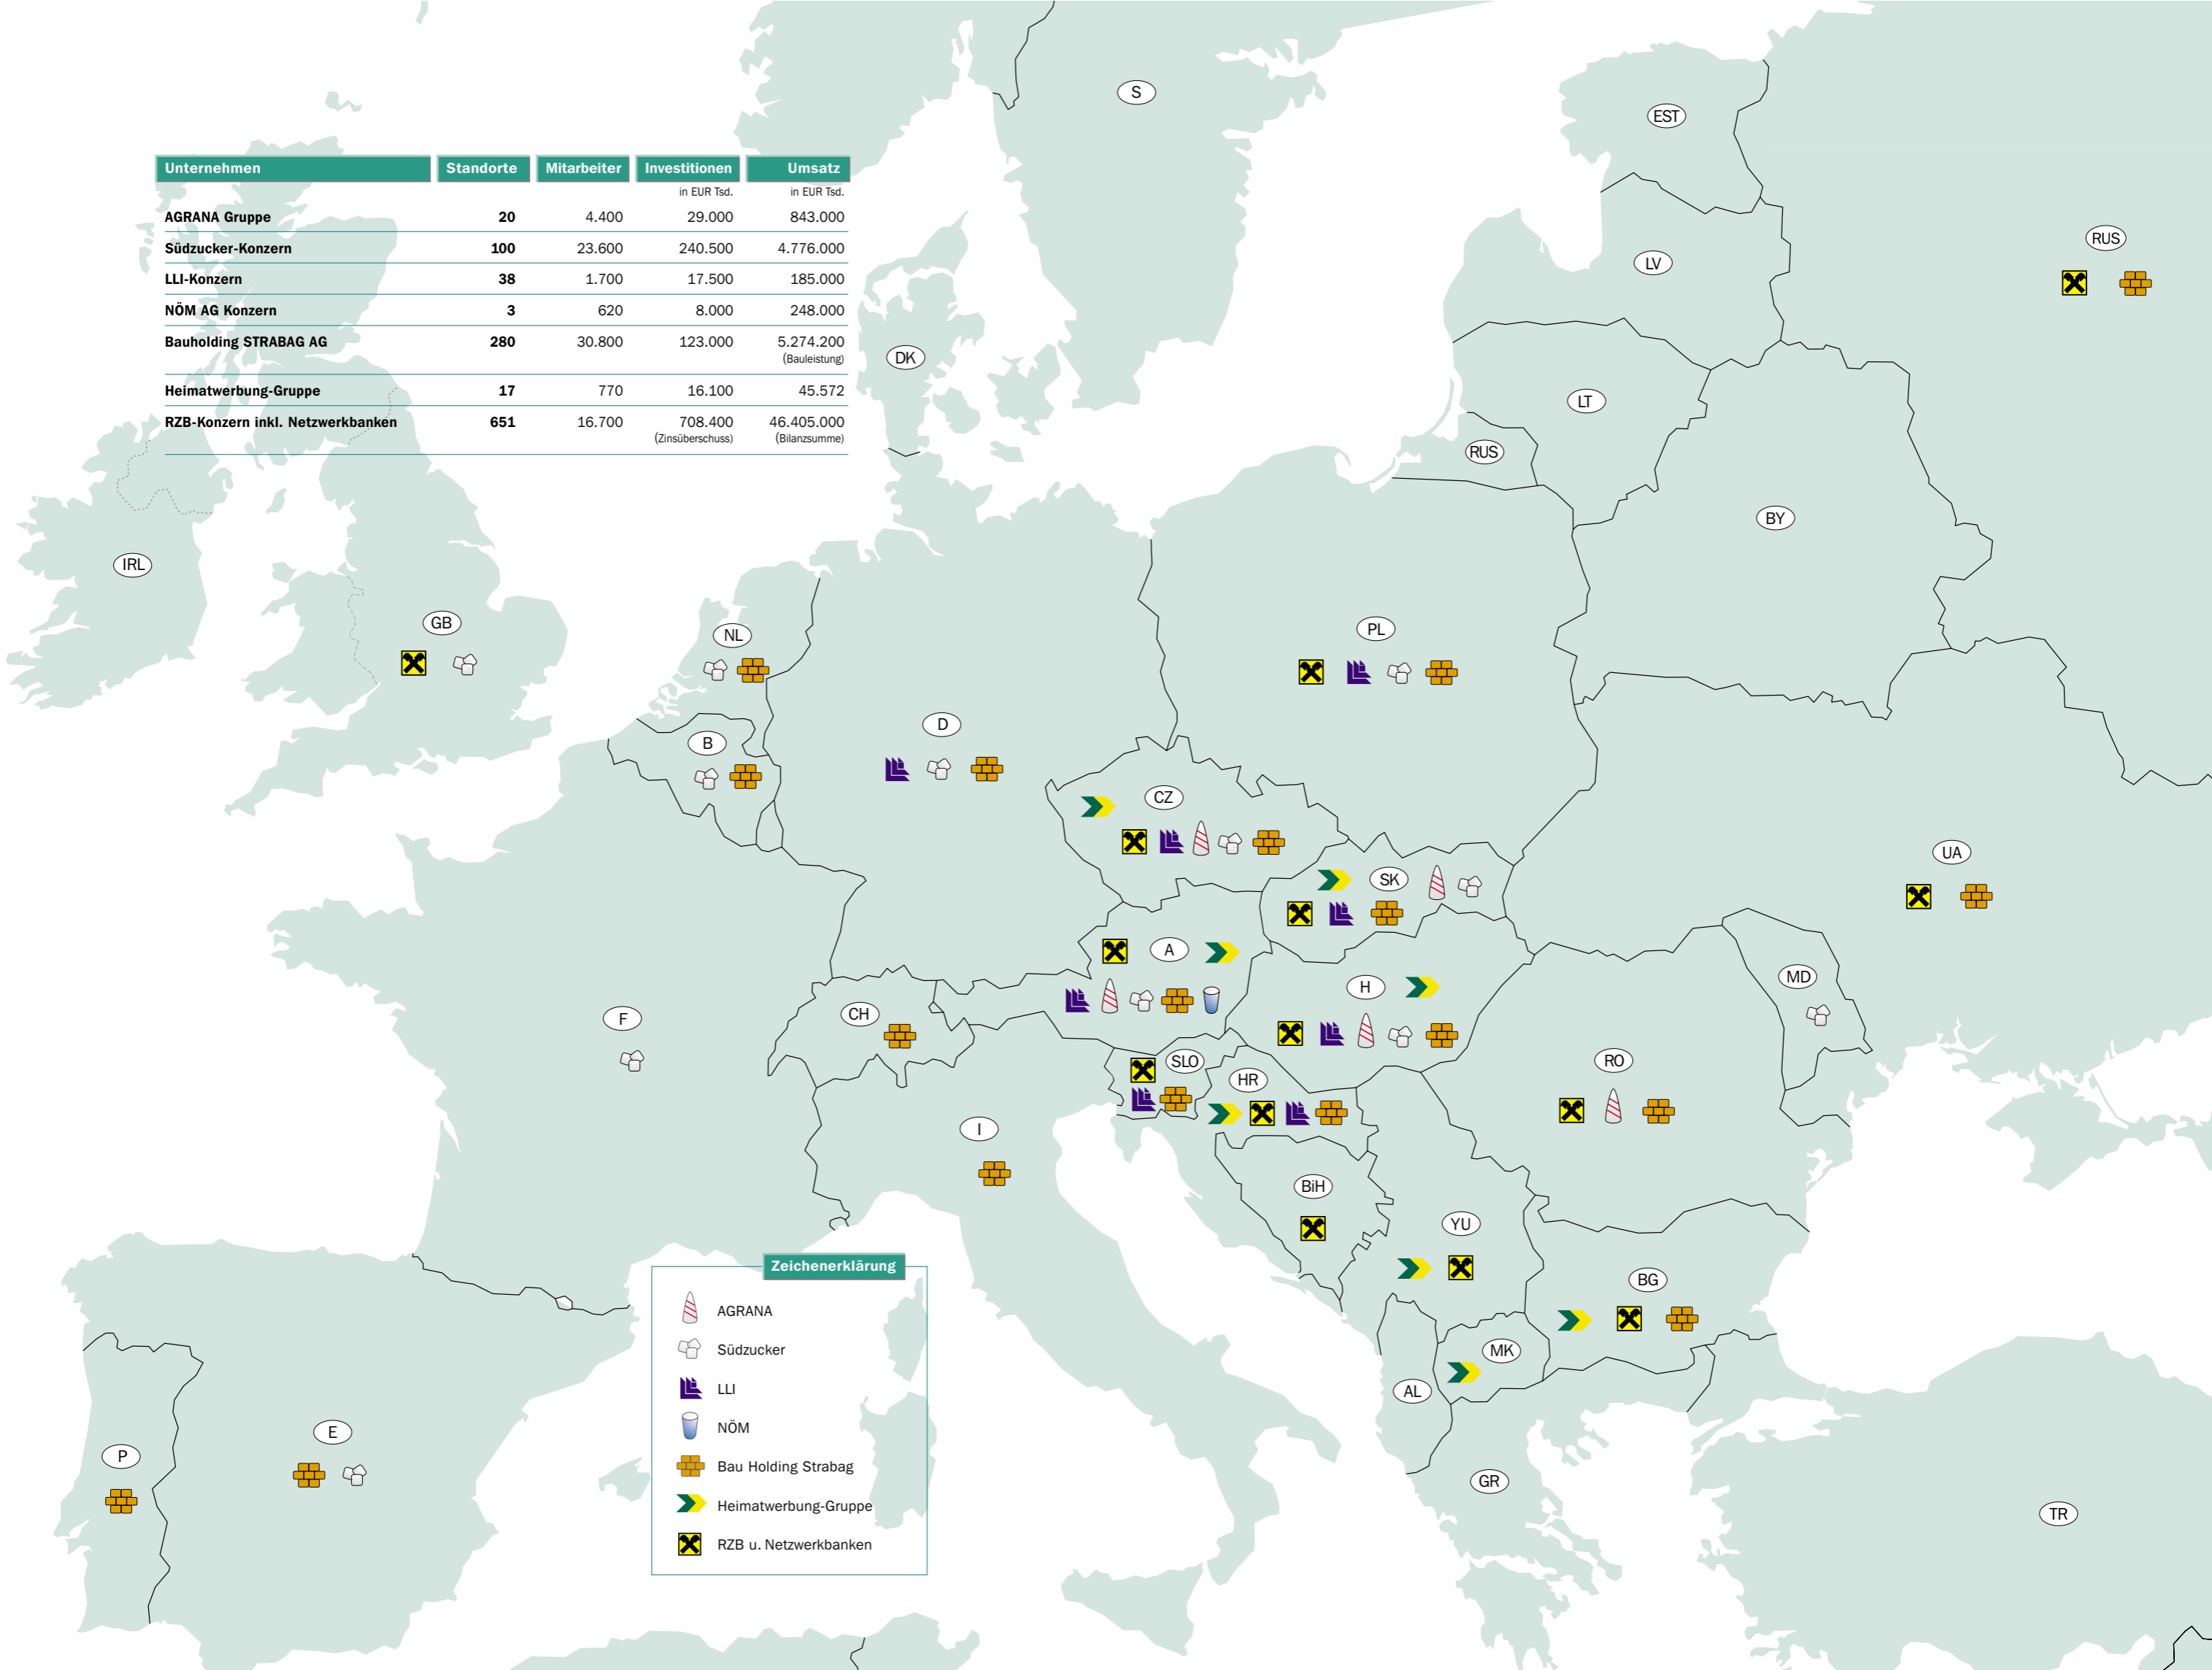 Unternehmen Standorte Mitarbeiter Investitionen Umsatz
in EUR Tsd. in EUR Tsd.
AGRANA Gruppe 20 4.400 29.000 843.000
Südzucker-Konzern 100 23.600 240.500 4.776.000
LLI-Konzern 38 1.700 17.500 185.000
NÖM AG Konzern 3 620 8.000 248.000
Bauholding STRABAG AG 280 30.800 123.000 5.274.200
(Bauleistung)
Heimatwerbung-Gruppe 17 770 16.100 45.572
RZB-Konzern inkl. Netzwerkbanken 651 16.700 708.400 46.405.000
(Zinsüberschuss) (Bilanzsumme)
S
EST
RUS
LV
DK
LT
RUS
BY
IRL
GB
NL
PL
D
B
CZ
UA
SK
A
MD
H
CH
F
RO
SLO
HR
I
BiH
YU
BG
MK
AL
E
P
GR
TR
Zeichenerklärung
AGRANA
Südzucker
LLI
NÖM
Bau Holding Strabag
Heimatwerbung-Gruppe
RZB u. Netzwerkbanken